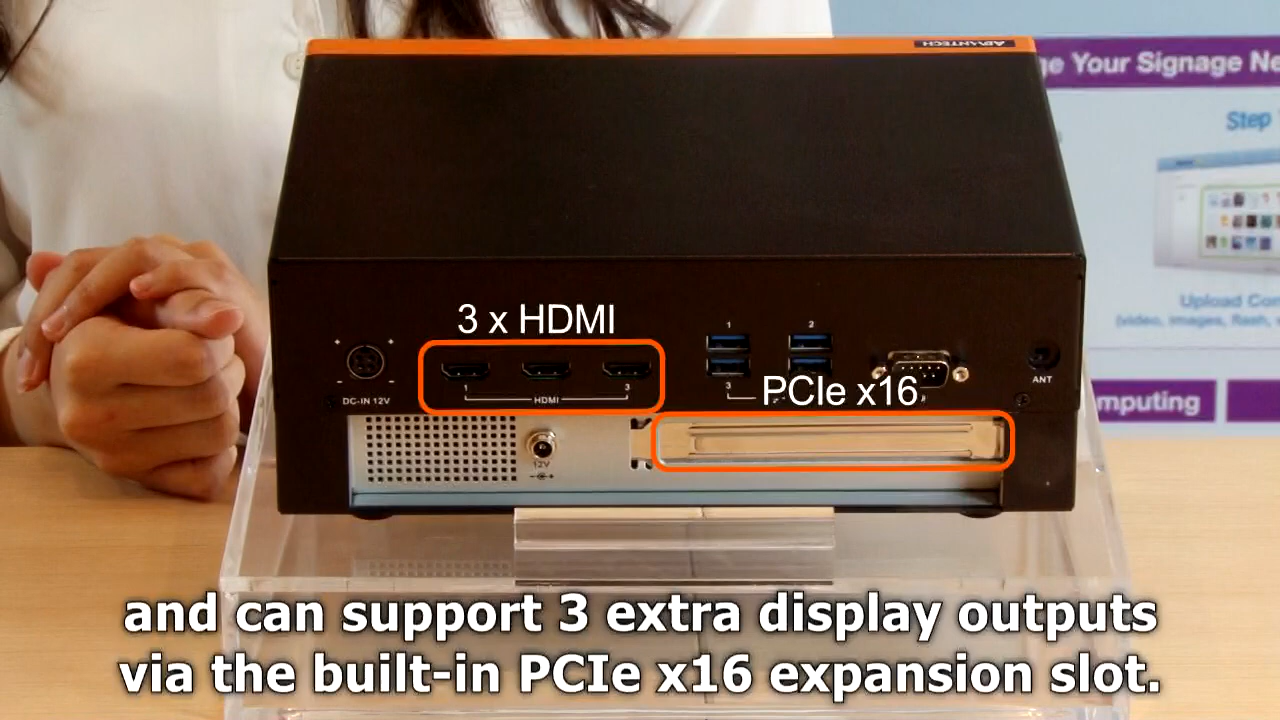 ADVANTECH
ge Your Signage Ne
Step
Upload Con
(video, images, flash,
mputing
3 x HDMI
1
2
+
+
-
-
DC-IN 12V
1
HDMI
3
3
PCIe x16
ANT
12V
and can support 3 extra display outputs
via the built-in PCIe x16 expansion slot.